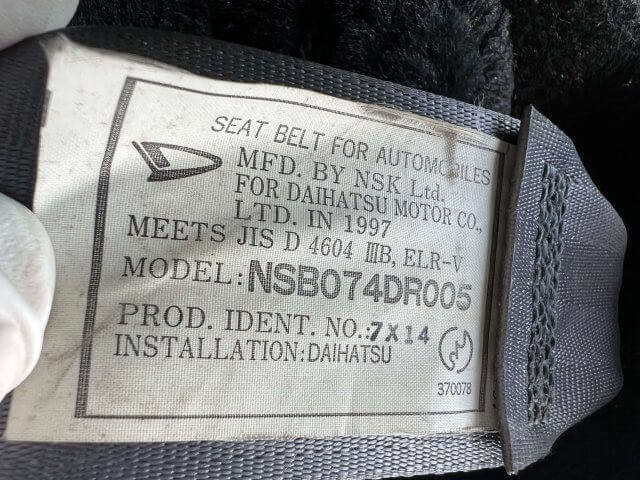 SEAT BELT FOR AUTOMOBILES
MFD. BY NSK Ltd.
FOR DAIHATSU MOTOR CO.,
LTD. IN 1997
MEETS JIS D 4604 ⅢB, ELR-V
MODEL:NSB074DR005
PROD. IDENT. NO.:7X14
INSTALLATION:DAIHATSU
370078